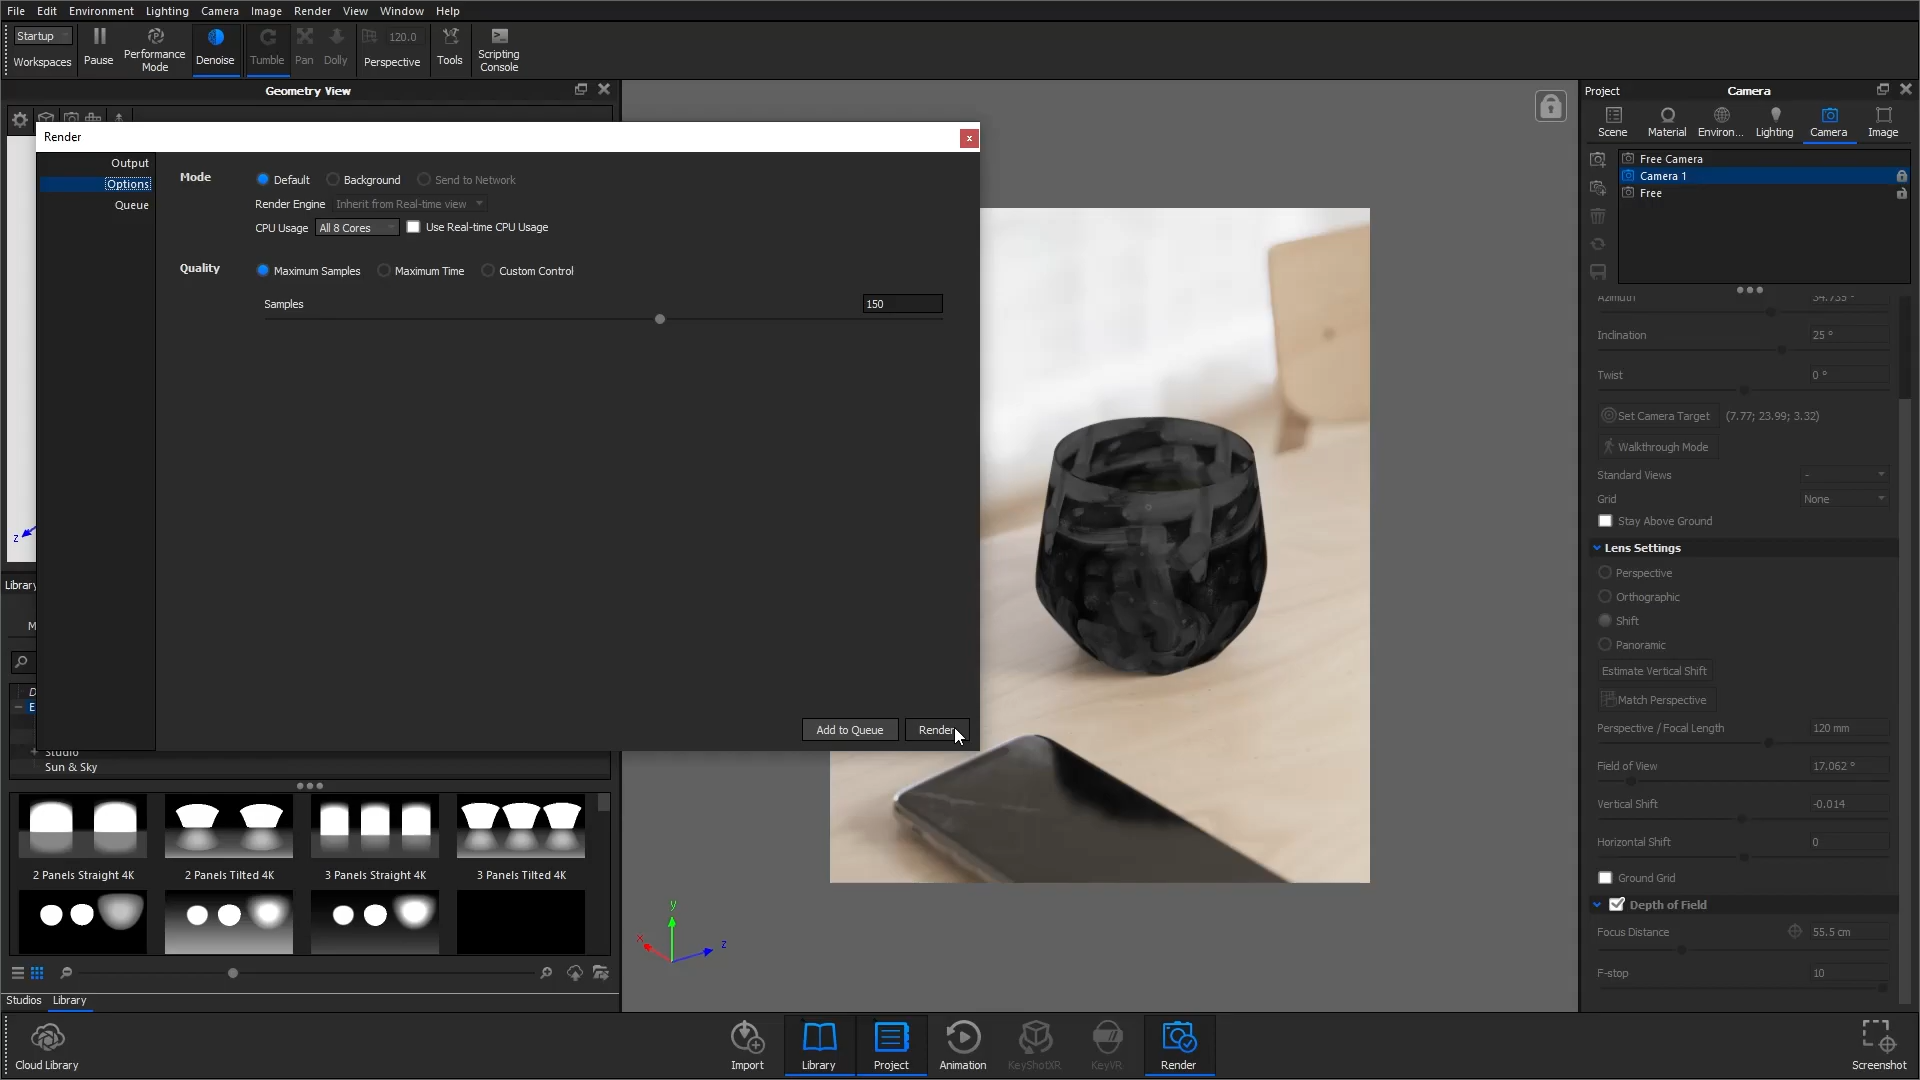 File Edit Environment Lighting Camera Image Render View Window Help
Startup
Workspaces
Pause
Performance
Mode
Denoise
Tumble
Pan
Dolly
120.0
Perspective
Tools
Scripting
Console
Geometry View
Render
x
Output
Options
Queue
Mode
Default
Background
Send to Network
Render Engine
Inherit from Real-time view
CPU Usage
All 8 Cores
Use Real-time CPU Usage
Quality
Maximum Samples
Maximum Time
Custom Control
Samples
150
Add to Queue
Render
z
Library
M
D
E
Studio
Sun & Sky
2 Panels Straight 4K
2 Panels Tilted 4K
3 Panels Straight 4K
3 Panels Tilted 4K
Studios
Library
y
x
z
Project
Camera
Scene
Material
Environ...
Lighting
Camera
Image
Free Camera
Camera 1
Free
Azimuth
54.735 °
Inclination
25 °
Twist
0 °
Set Camera Target
(7.77; 23.99; 3.32)
Walkthrough Mode
Standard Views
-
Grid
None
Stay Above Ground
Lens Settings
Perspective
Orthographic
Shift
Panoramic
Estimate Vertical Shift
Match Perspective
Perspective / Focal Length
120 mm
Field of View
17.062 °
Vertical Shift
-0.014
Horizontal Shift
0
Ground Grid
Depth of Field
Focus Distance
55.5 cm
F-stop
10
Cloud Library
Import
Library
Project
Animation
KeyShotXR
KeyVR
Render
Screenshot